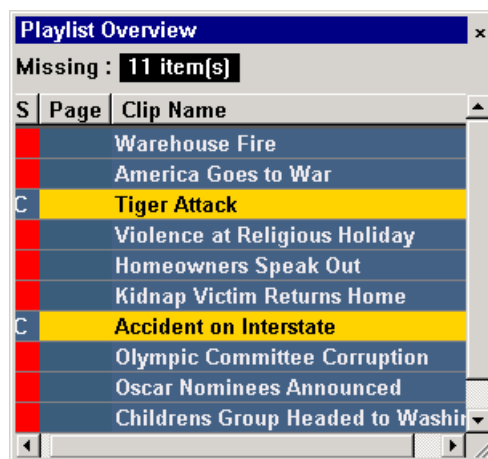 Playlist Overview
Missing : 11 item(s)
S Page Clip Name
Warehouse Fire
America Goes to War
C Tiger Attack
Violence at Religious Holiday
Homeowners Speak Out
Kidnap Victim Returns Home
C Accident on Interstate
Olympic Committee Corruption
Oscar Nominees Announced
Childrens Group Headed to